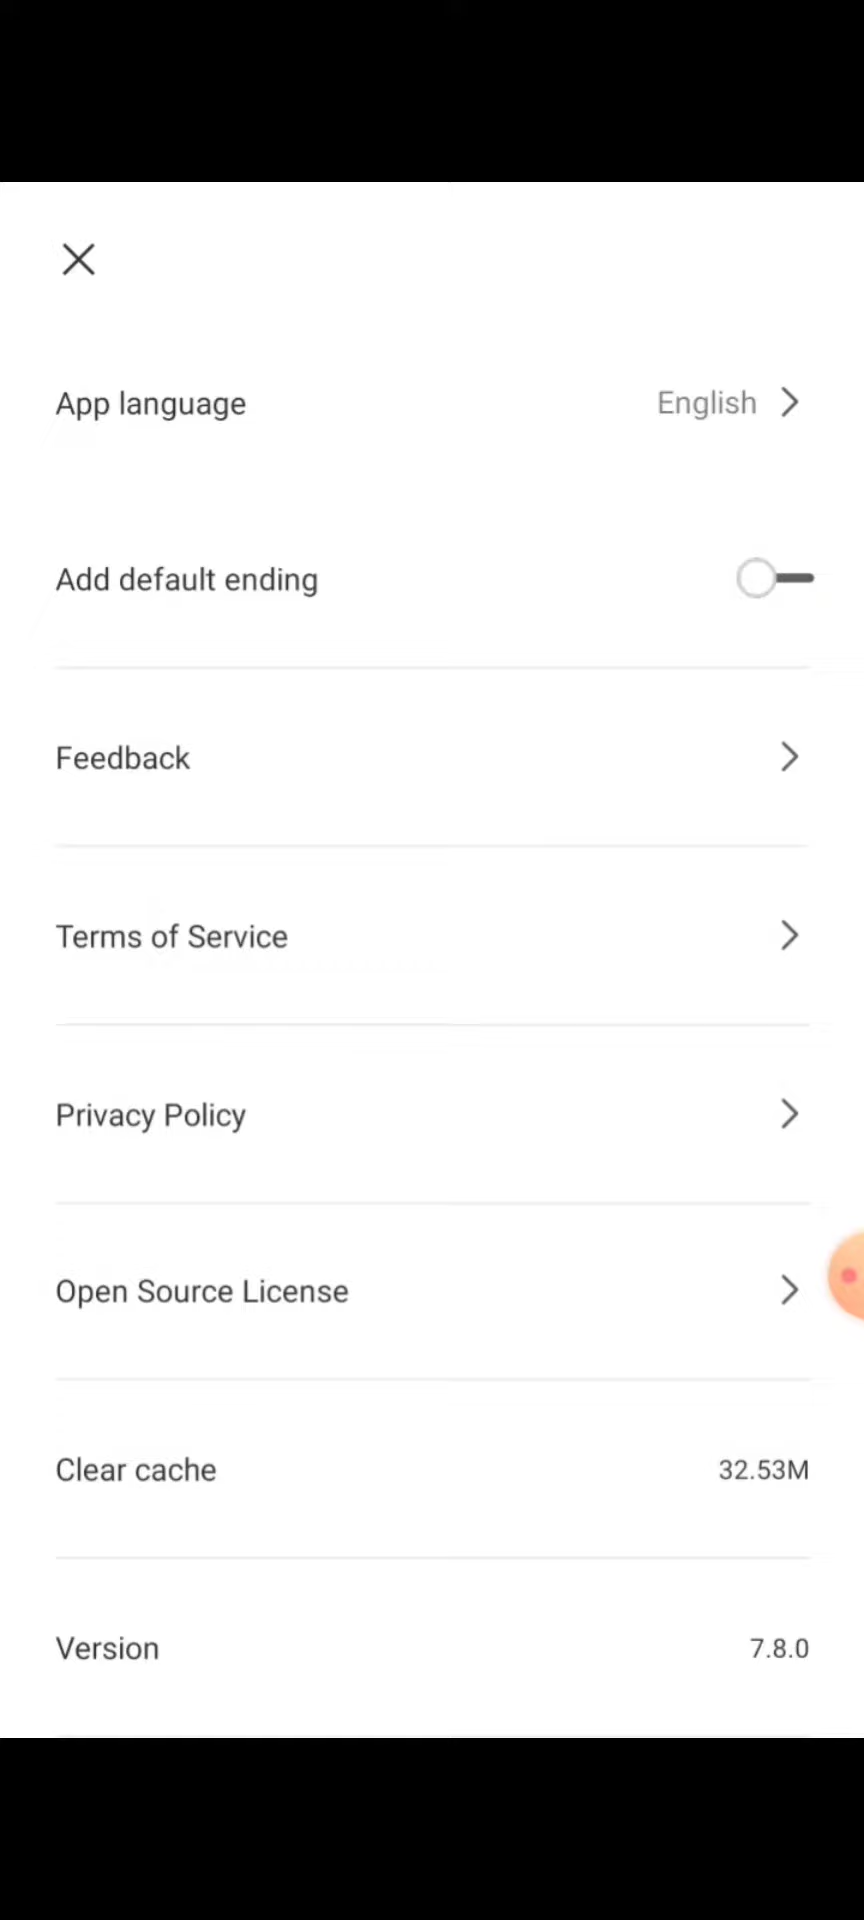 App language English
Add default ending
Feedback
Terms of Service
Privacy Policy
Open Source License
Clear cache 32.53M
Version 7.8.0